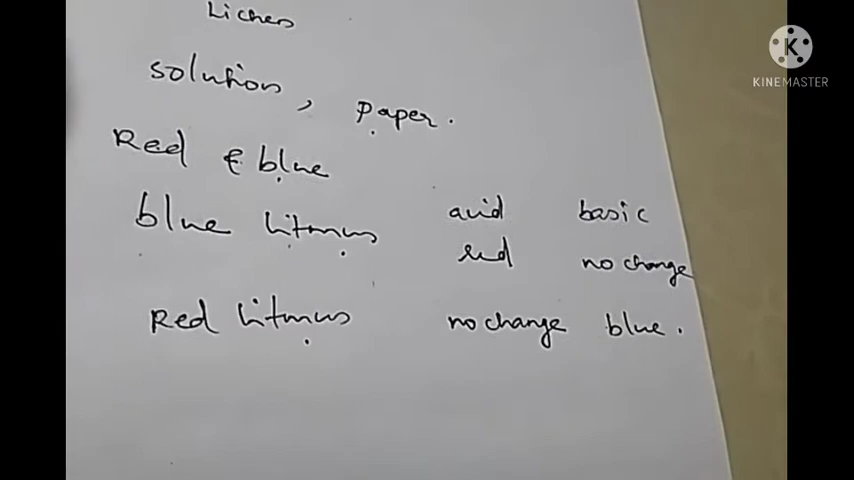 Lichens
solution, paper.
Red & blue
blue litmus acid basic
red no change
Red litmus no change blue.
K
KINEMASTER